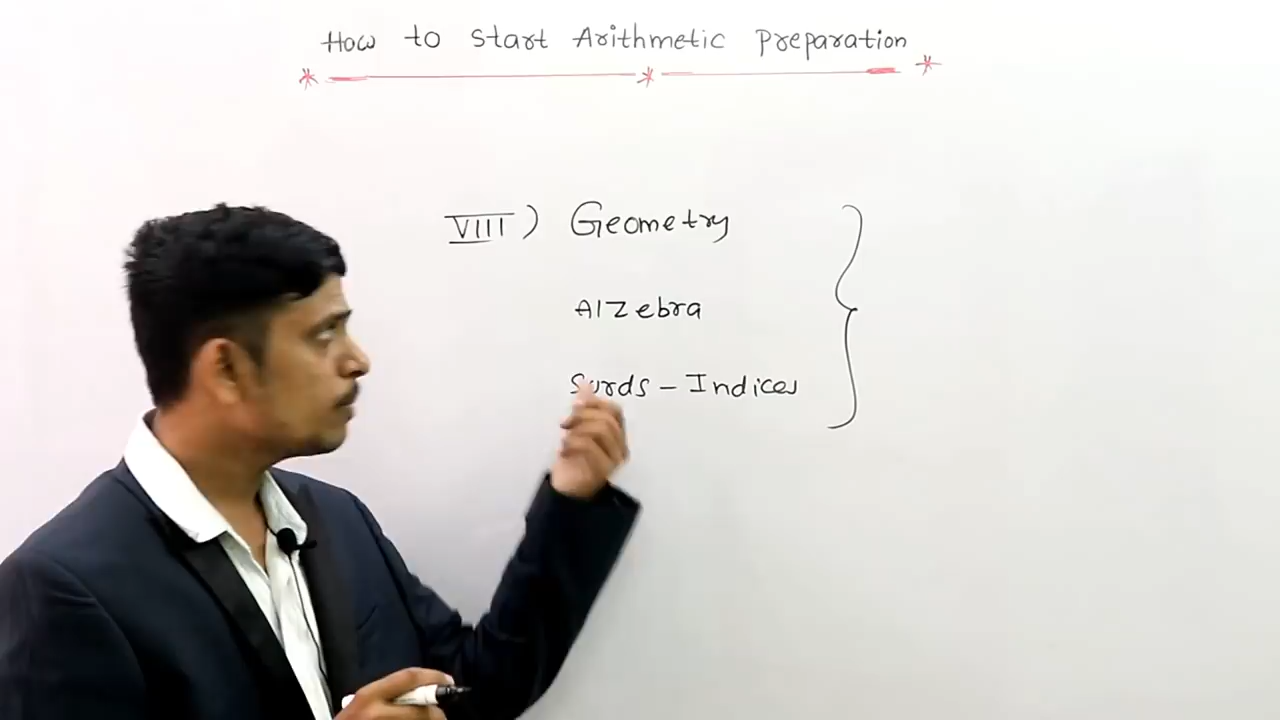 How to Start Arithmetic Preparation
VIII) Geometry
AlZebra
Surds - Indices